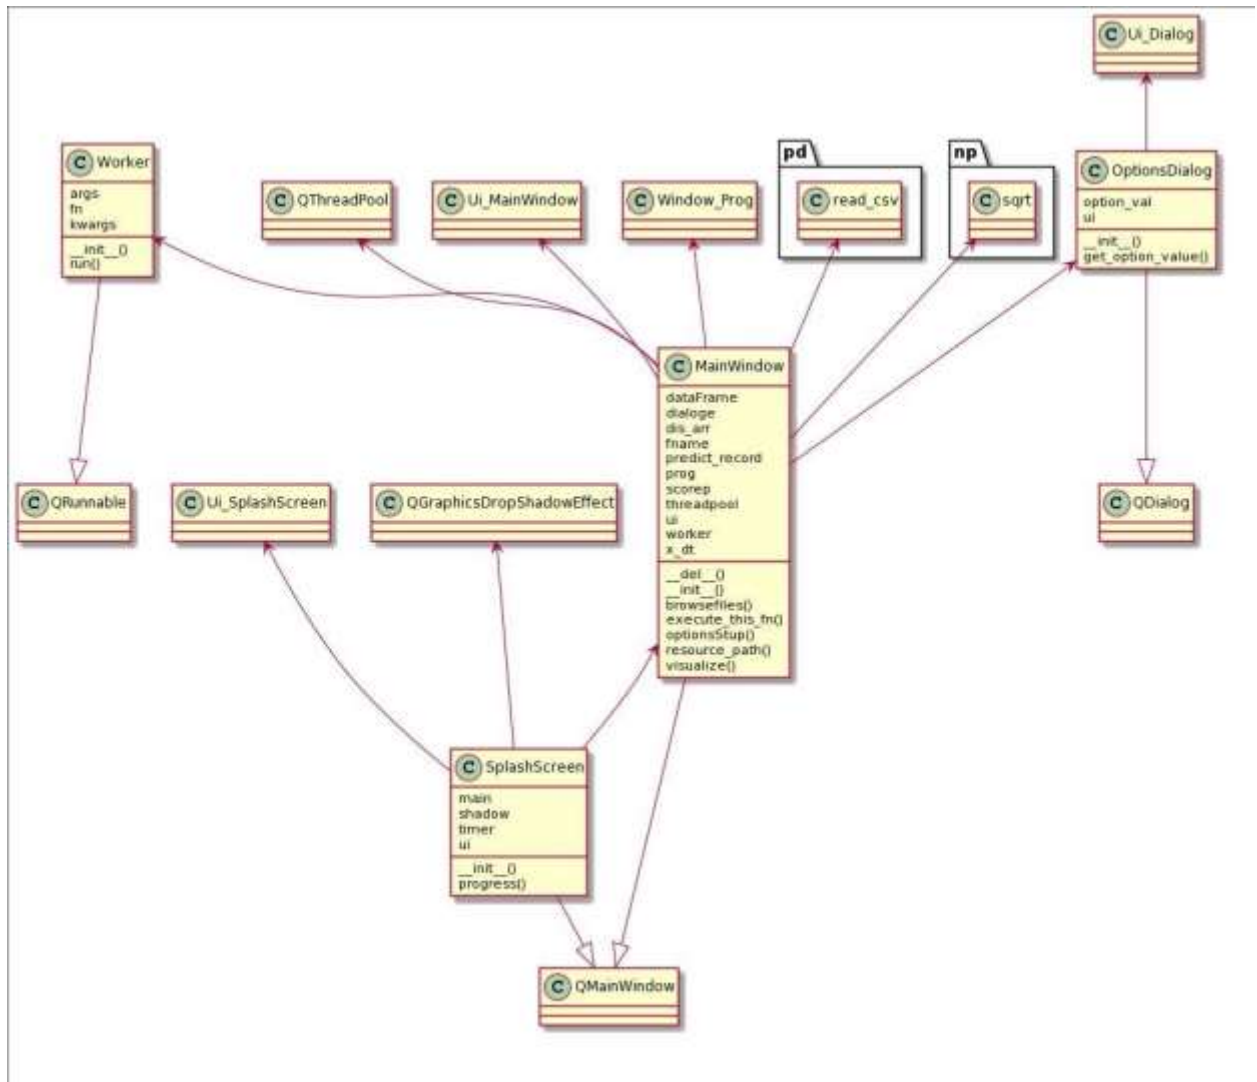 C Ui_Dialog
C Worker
args
fn
kwargs
__init__()
run()
C QThreadPool
C Ui_MainWindow
C Window_Prog
pd
C read_csv
np
C sqrt
C OptionsDialog
option_val
ui
__init__()
get_option_value()
C MainWindow
dataFrame
dialoge
dis_arr
fname
predict_record
prog
scorep
threadpool
ui
worker
x_dt
__del__()
__init__()
browsefiles()
execute_this_fn()
optionsStup()
resource_path()
visualize()
C QRunnable
C Ui_SplashScreen
C QGraphicsDropShadowEffect
C QDialog
C SplashScreen
main
shadow
timer
ui
__init__()
progress()
C QMainWindow